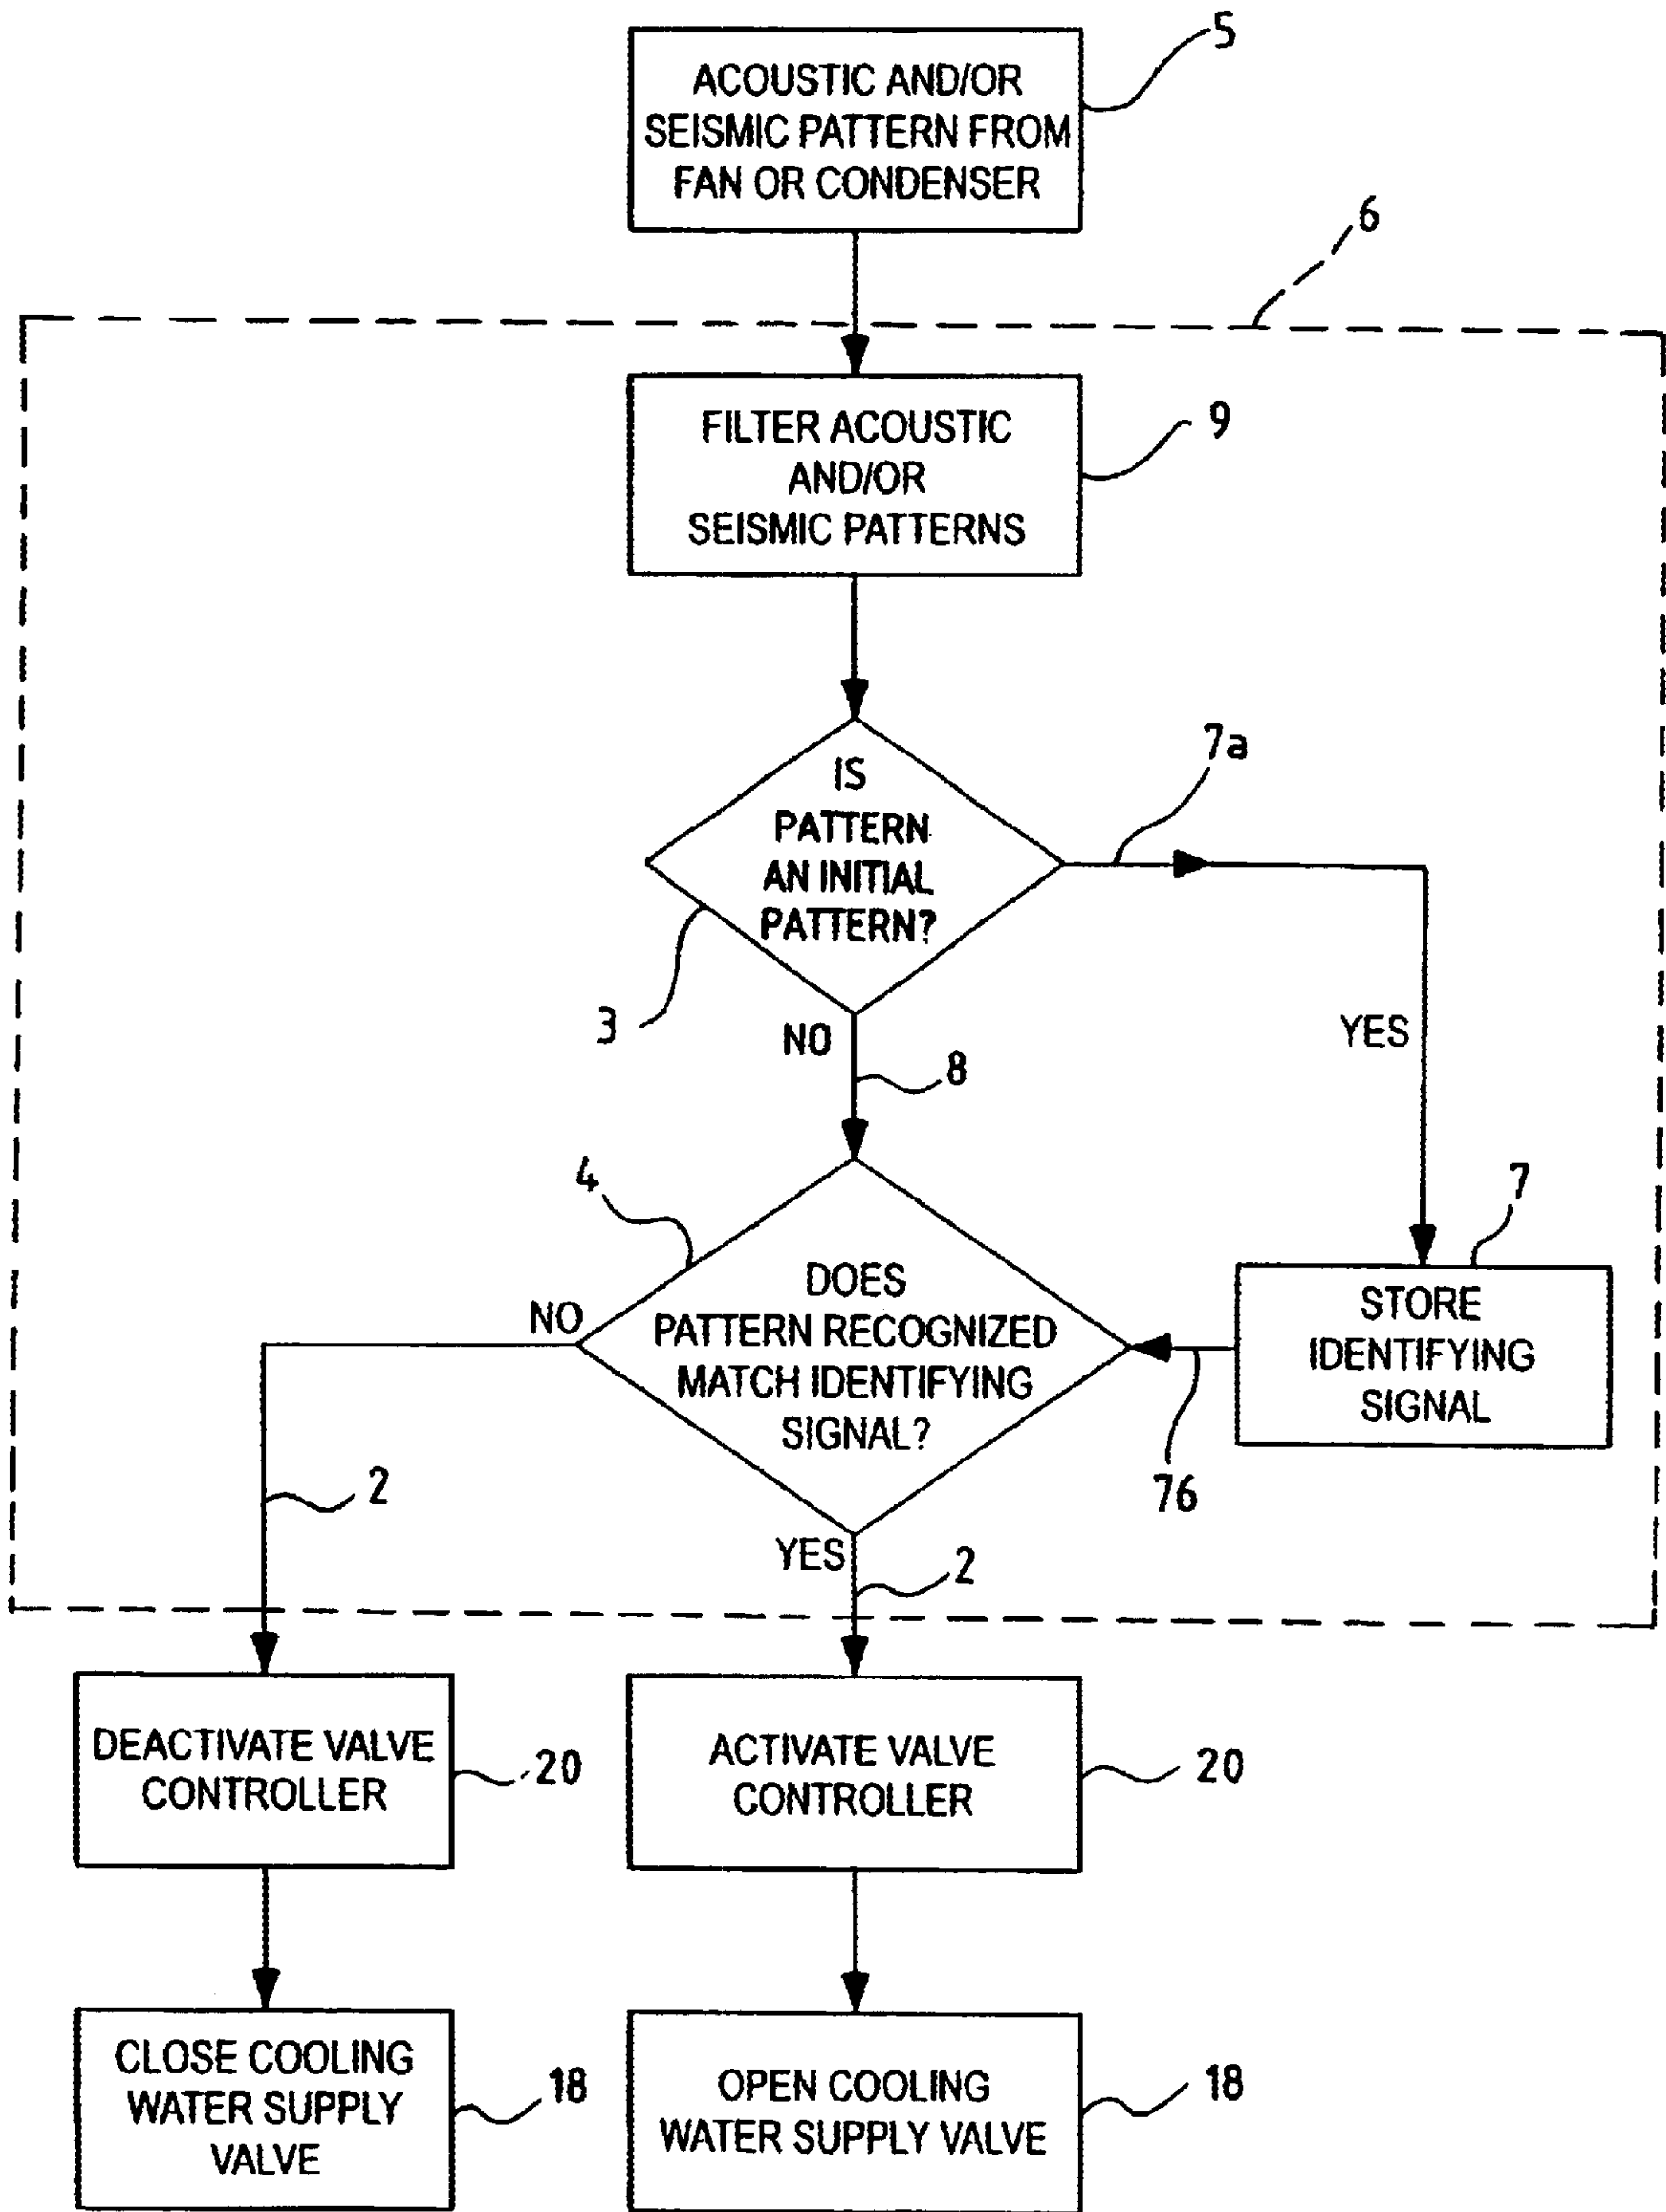 5
ACOUSTIC AND/OR
SEISMIC PATTERN FROM
FAN OR CONDENSER
6
FILTER ACOUSTIC
AND/OR
SEISMIC PATTERNS
9
IS
PATTERN
AN INITIAL
PATTERN?
7a
3
NO
YES
8
4
7
DOES
PATTERN RECOGNIZED
MATCH IDENTIFYING
SIGNAL?
NO
STORE
IDENTIFYING
SIGNAL
76
2
YES
2
DEACTIVATE VALVE
CONTROLLER
20
ACTIVATE VALVE
CONTROLLER
20
CLOSE COOLING
WATER SUPPLY
VALVE
18
OPEN COOLING
WATER SUPPLY VALVE
18